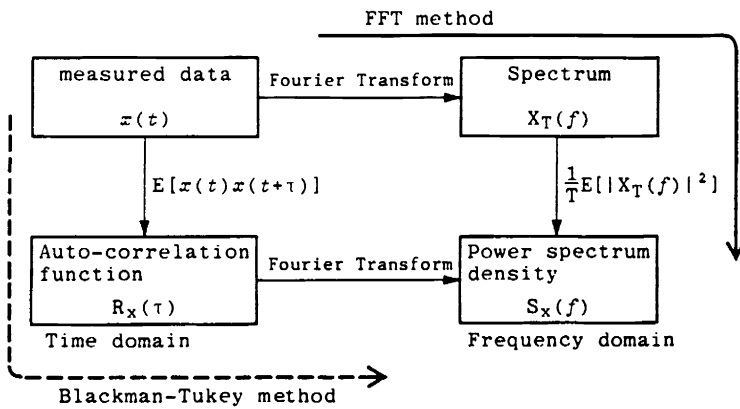 FFT method
measured data
x(t)
Fourier Transform
Spectrum
X_T(f)
E[x(t)x(t+τ)]
1/T E[|X_T(f)|²]
Auto-correlation
function
R_x(τ)
Fourier Transform
Power spectrum
density
S_x(f)
Time domain
Frequency domain
Blackman-Tukey method